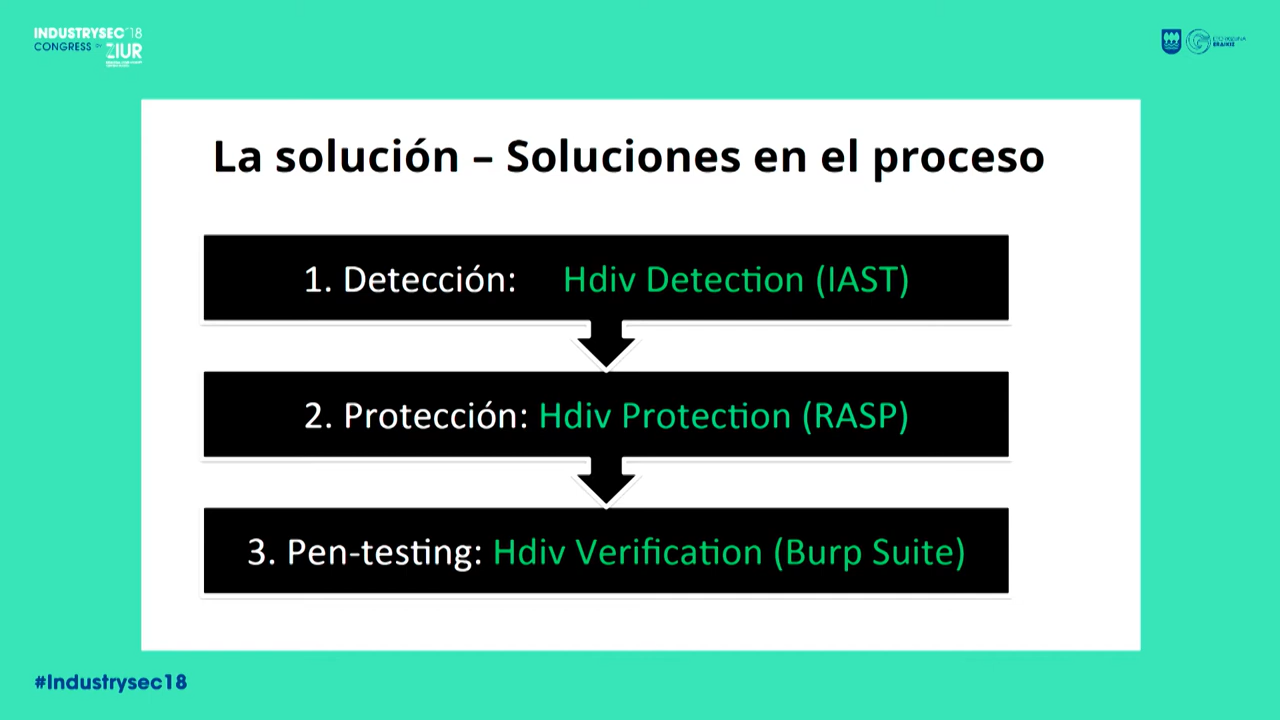 INDUSTRYSEC´18
CONGRESS BY ZIUR
La solución – Soluciones en el proceso
1. Detección: Hdiv Detection (IAST)
2. Protección: Hdiv Protection (RASP)
3. Pen-testing: Hdiv Verification (Burp Suite)
#Industrysec18